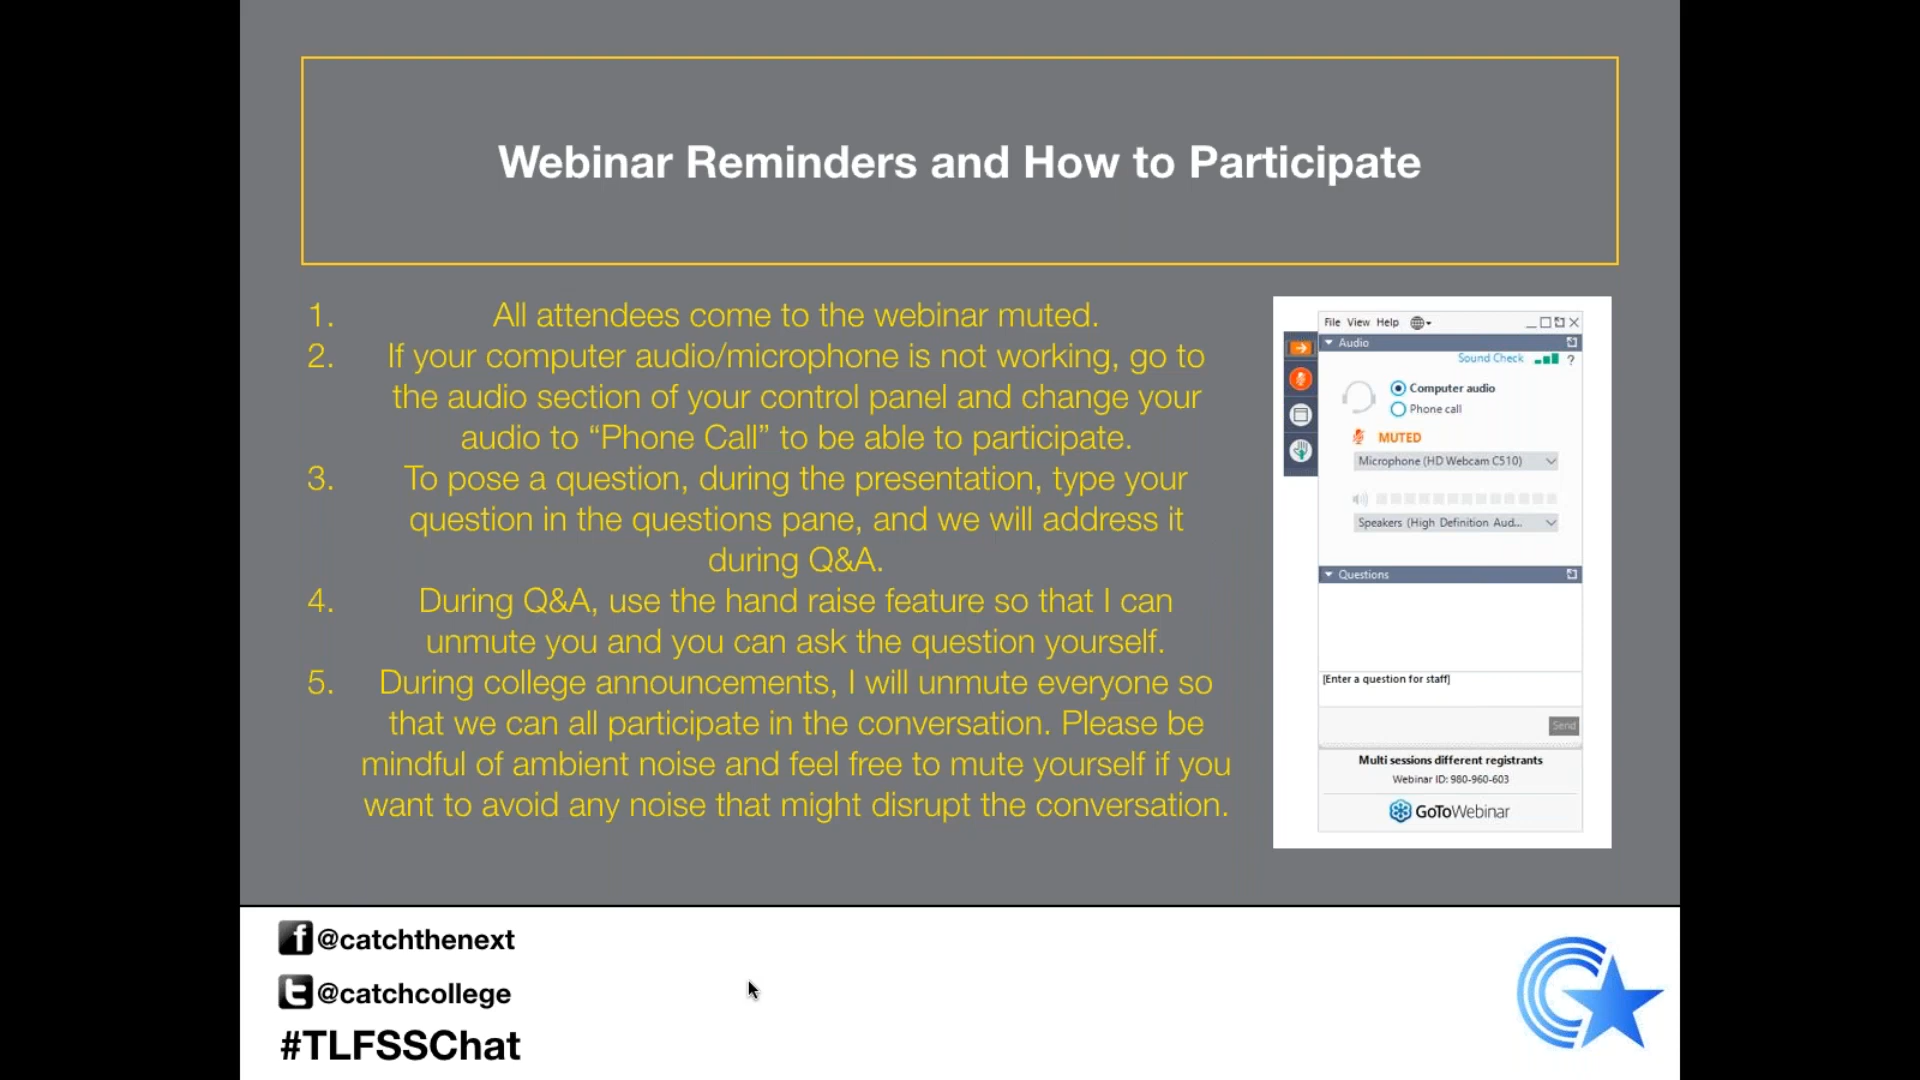 Webinar Reminders and How to Participate
1. All attendees come to the webinar muted.
2. If your computer audio/microphone is not working, go to
the audio section of your control panel and change your
audio to “Phone Call” to be able to participate.
3. To pose a question, during the presentation, type your
question in the questions pane, and we will address it
during Q&A.
4. During Q&A, use the hand raise feature so that I can
unmute you and you can ask the question yourself.
5. During college announcements, I will unmute everyone so
that we can all participate in the conversation. Please be
mindful of ambient noise and feel free to mute yourself if you
want to avoid any noise that might disrupt the conversation.
File View Help
Audio
Sound Check ?
Computer audio
Phone call
MUTED
Microphone (HD Webcam C510)
Speakers (High Definition Aud...
Questions
[Enter a question for staff]
Send
Multi sessions different registrants
Webinar ID: 980-960-603
GoToWebinar
@catchthenext
@catchcollege
#TLFSSChat